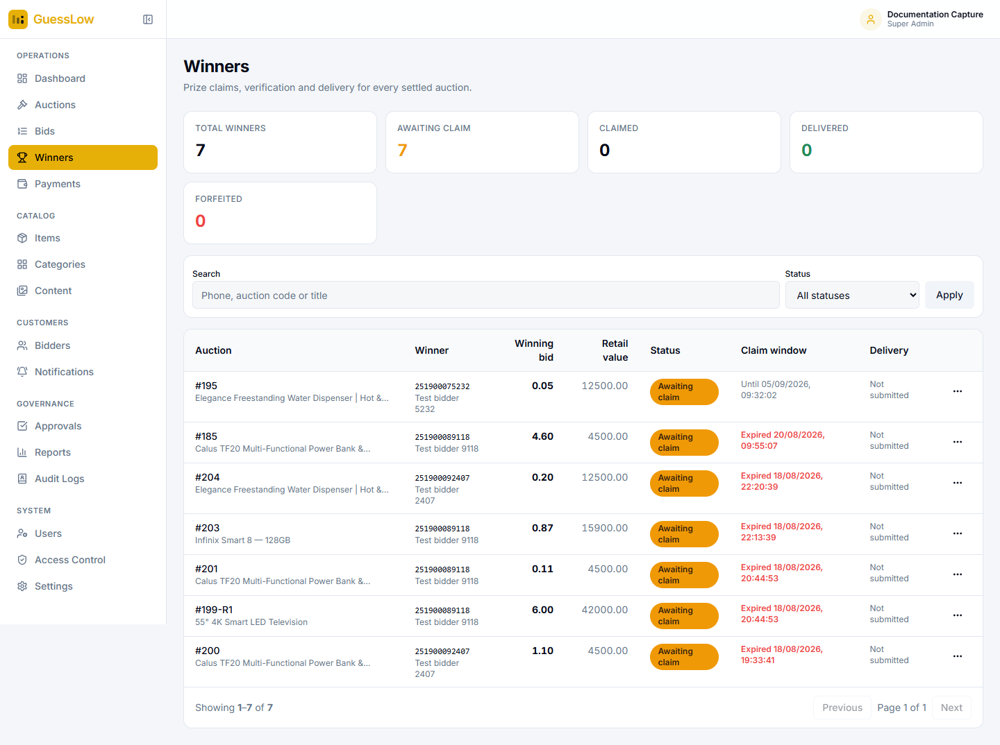 GuessLow
Documentation Capture
Super Admin
OPERATIONS
Dashboard
Auctions
Bids
Winners
Payments
CATALOG
Items
Categories
Content
CUSTOMERS
Bidders
Notifications
GOVERNANCE
Approvals
Reports
Audit Logs
SYSTEM
Users
Access Control
Settings
Winners
Prize claims, verification and delivery for every settled auction.
TOTAL WINNERS
7
AWAITING CLAIM
7
CLAIMED
0
DELIVERED
0
FORFEITED
0
Search
Phone, auction code or title
Status
All statuses
Apply
Auction
Winner
Winning
bid
Retail
value
Status
Claim window
Delivery
#195
Elegance Freestanding Water Dispenser | Hot &...
251900075232
Test bidder
5232
0.05
12500.00
Awaiting
claim
Until 05/09/2026,
09:32:02
Not
submitted
#185
Calus TF20 Multi-Functional Power Bank &...
251900089118
Test bidder 9118
4.60
4500.00
Awaiting
claim
Expired 20/08/2026,
09:55:07
Not
submitted
#204
Elegance Freestanding Water Dispenser | Hot &...
251900092407
Test bidder
2407
0.20
12500.00
Awaiting
claim
Expired 18/08/2026,
22:20:39
Not
submitted
#203
Infinix Smart 8 — 128GB
251900089118
Test bidder 9118
0.87
15900.00
Awaiting
claim
Expired 18/08/2026,
22:13:39
Not
submitted
#201
Calus TF20 Multi-Functional Power Bank &...
251900089118
Test bidder 9118
0.11
4500.00
Awaiting
claim
Expired 18/08/2026,
20:44:53
Not
submitted
#199-R1
55" 4K Smart LED Television
251900089118
Test bidder 9118
6.00
42000.00
Awaiting
claim
Expired 18/08/2026,
20:44:53
Not
submitted
#200
Calus TF20 Multi-Functional Power Bank &...
251900092407
Test bidder
2407
1.10
4500.00
Awaiting
claim
Expired 18/08/2026,
19:33:41
Not
submitted
Showing 1–7 of 7
Previous
Page 1 of 1
Next